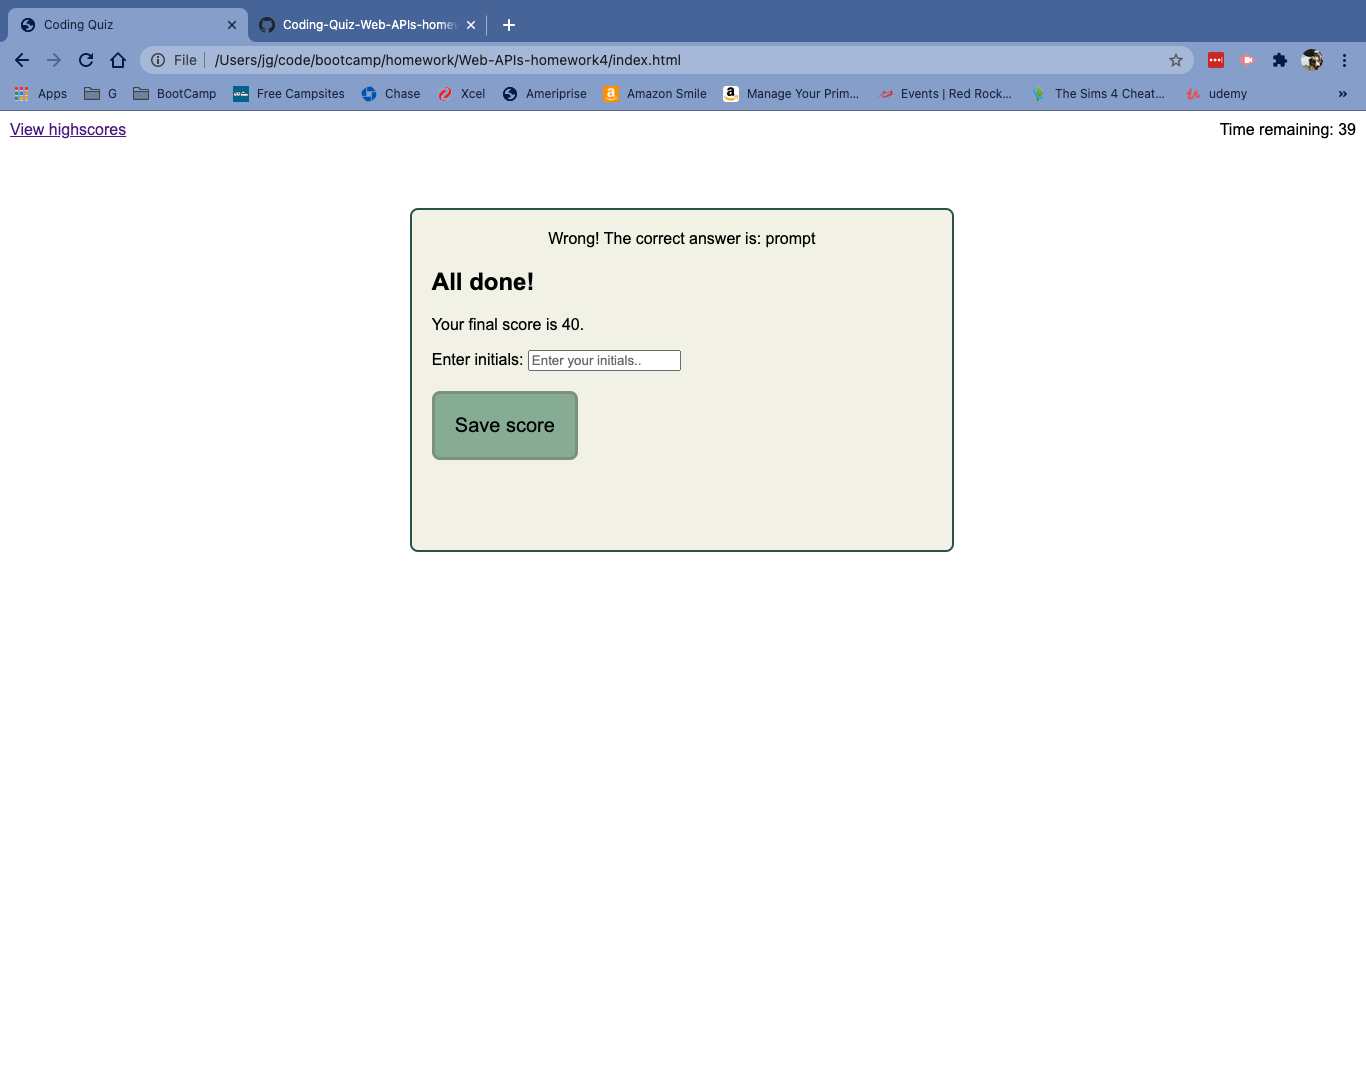 Coding Quiz
Coding-Quiz-Web-APIs-home
File
/Users/jg/code/bootcamp/homework/Web-APIs-homework4/index.html
Apps
G
BootCamp
Free Campsites
Chase
Xcel
Ameriprise
Amazon Smile
Manage Your Prim...
Events | Red Rock...
The Sims 4 Cheat...
udemy
»
View highscores
Time remaining: 39
Wrong! The correct answer is: prompt
All done!
Your final score is 40.
Enter initials: Enter your initials..
Save score